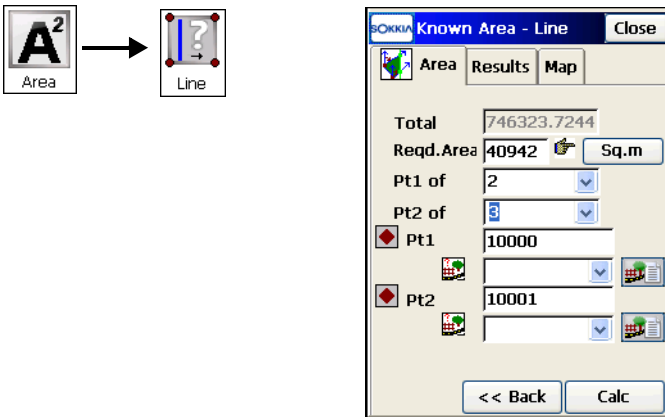 A²
Area
?
Line
SOKKIA Known Area - Line Close
Area Results Map
Total 746323.7244
Reqd.Area 40942 Sq.m
Pt1 of 2
Pt2 of 3
Pt1 10000
Pt2 10001
<< Back Calc